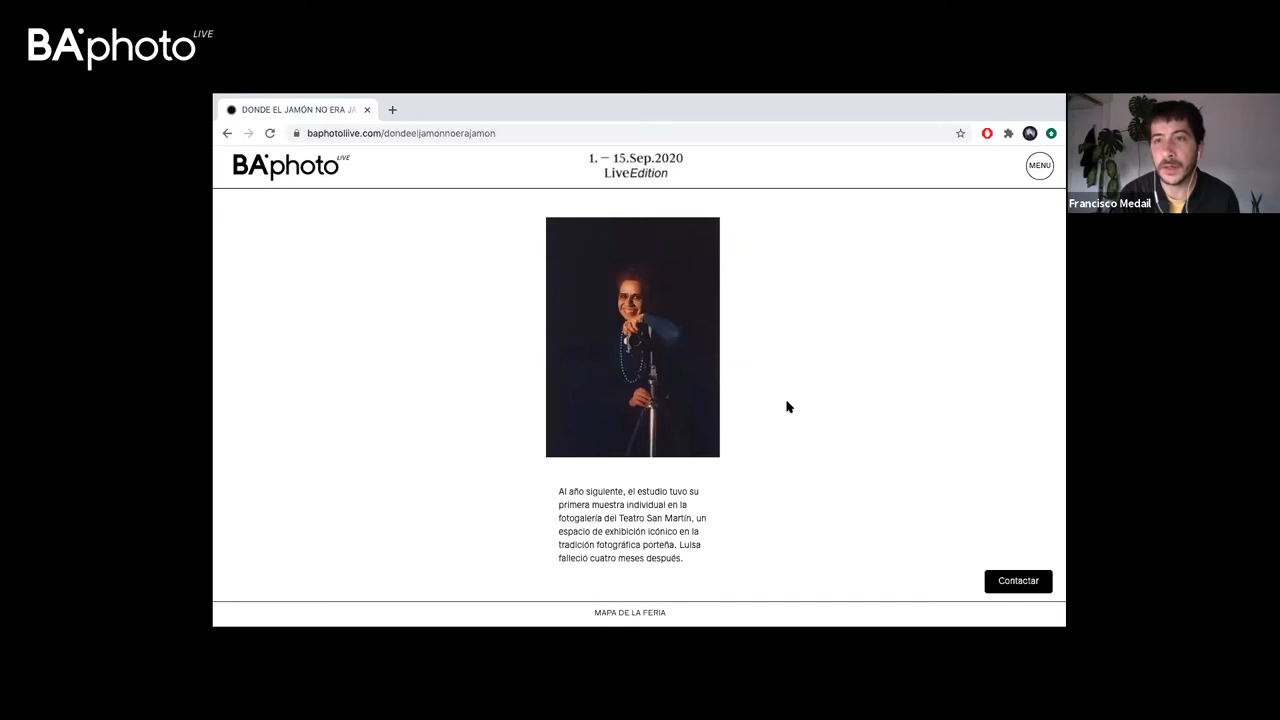 BAphoto LIVE
DONDE EL JAMÓN NO ERA JA
baphotoliive.com/dondeeljamonnoerajamon
BAphoto LIVE
1. — 15.Sep.2020
LiveEdition
MENU
Francisco Medail
Al año siguiente, el estudio tuvo su
primera muestra individual en la
fotogalería del Teatro San Martín, un
espacio de exhibición icónico en la
tradición fotográfica porteña. Luisa
falleció cuatro meses después.
Contactar
MAPA DE LA FERIA